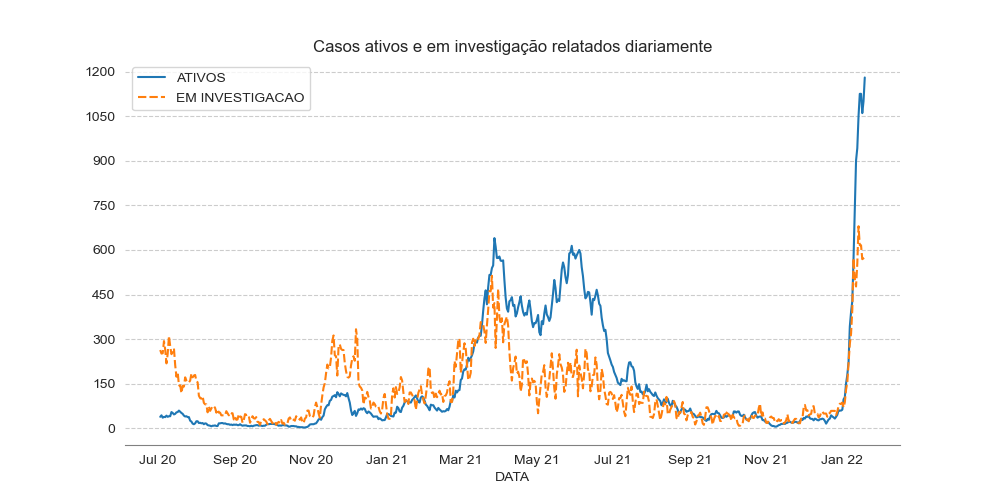 Casos ativos e em investigação relatados diariamente
1200
1050
900
750
600
450
300
150
0
ATIVOS
EM INVESTIGACAO
Jul 20 Sep 20 Nov 20 Jan 21 Mar 21 May 21 Jul 21 Sep 21 Nov 21 Jan 22
DATA